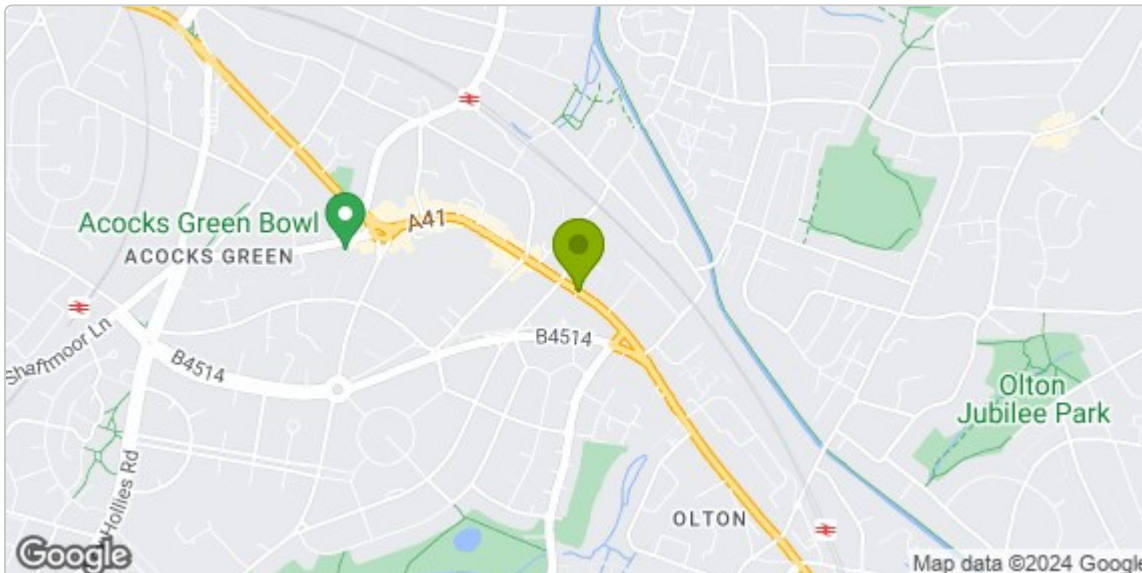 A41
Acocks Green Bowl
ACOCKS GREEN
B4514
Shaftmoor Ln
B4514
Olton
Jubilee Park
Hollies Rd
OLTON
Google
Map data ©2024 Google